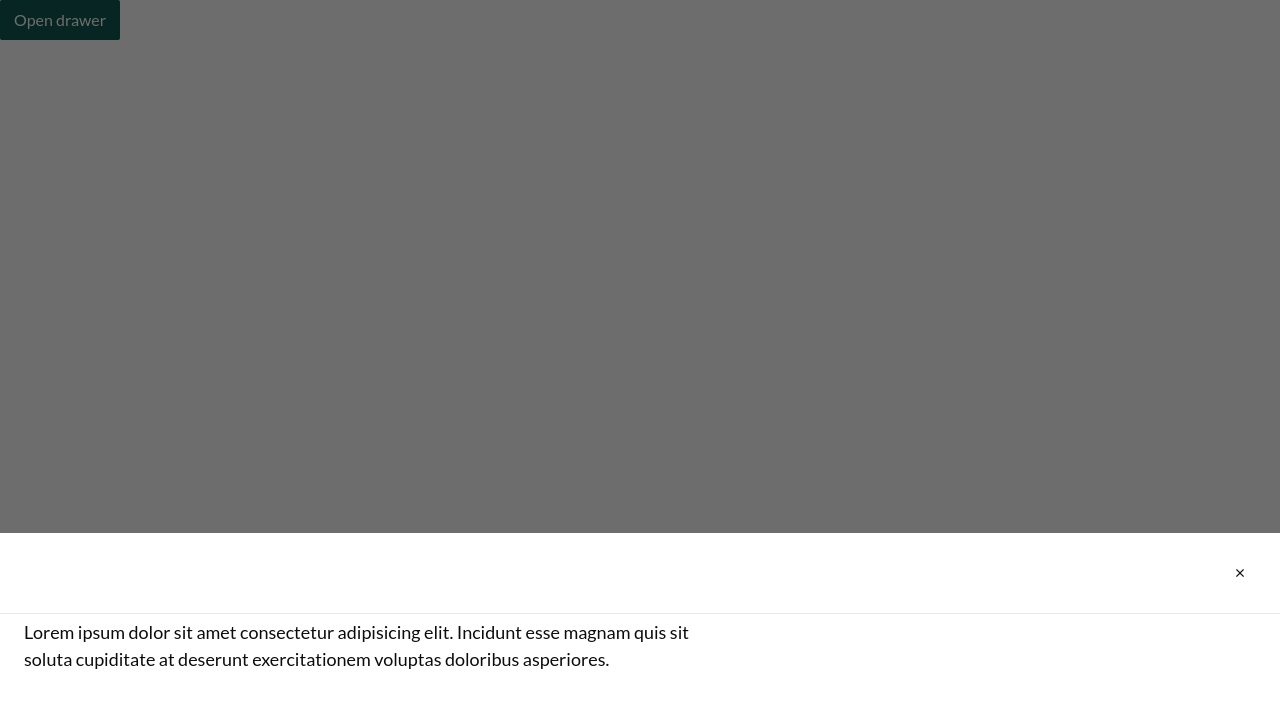 Open drawer
×
Lorem ipsum dolor sit amet consectetur adipisicing elit. Incidunt esse magnam quis sit
soluta cupiditate at deserunt exercitationem voluptas doloribus asperiores.